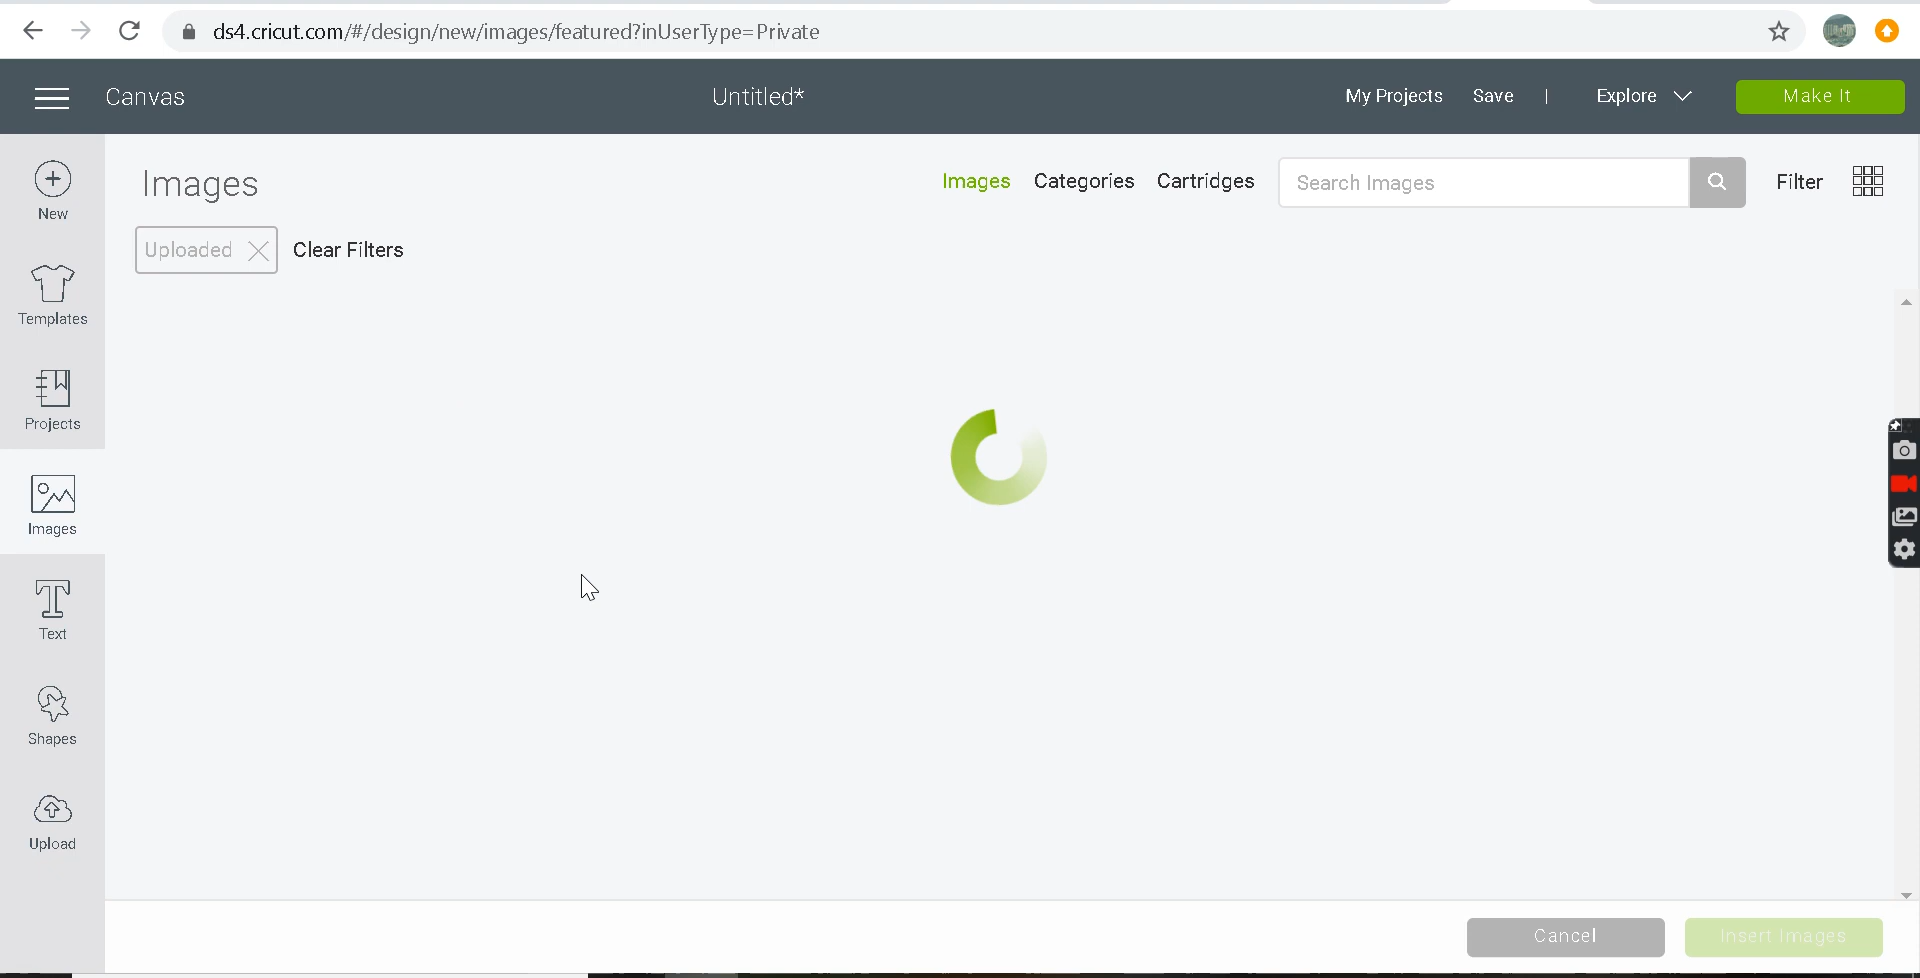 ds4.cricut.com/#/design/new/images/featured?inUserType=Private
Canvas
Untitled*
My Projects
Save
|
Explore
Make It
New
Templates
Projects
Images
Text
Shapes
Upload
Images
Images
Categories
Cartridges
Search Images
Filter
Uploaded
Clear Filters
Cancel
Insert Images